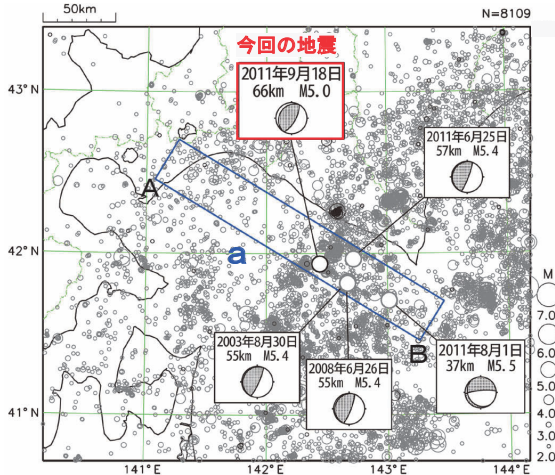 50km
N=8109
今回の地震
2011年9月18日
66km M5.0
2011年6月25日
57km M5.4
43°N
A
42°N
a
M
7.0
6.0
5.0
4.0
3.0
2.0
2003年8月30日
55km M5.4
2008年6月26日
55km M5.4
B
2011年8月1日
37km M5.5
41°N
141°E
142°E
143°E
144°E